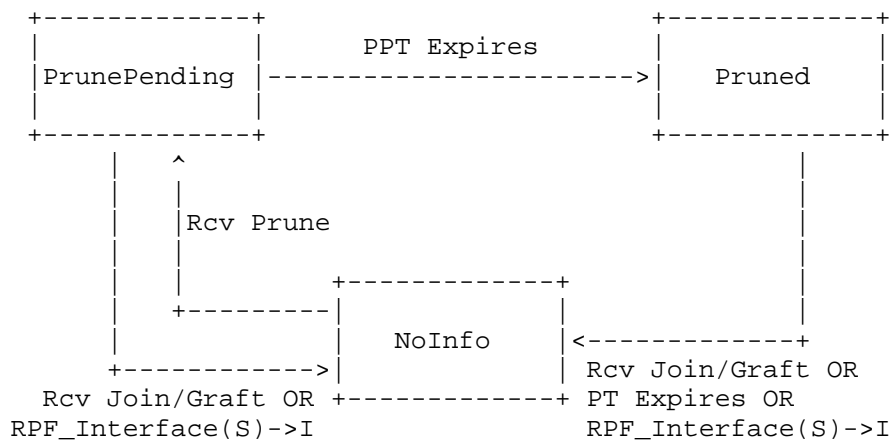 PPT Expires
PrunePending
Pruned
Rcv Prune
NoInfo
Rcv Join/Graft OR
RPF_Interface(S)->I
Rcv Join/Graft OR
PT Expires OR
RPF_Interface(S)->I